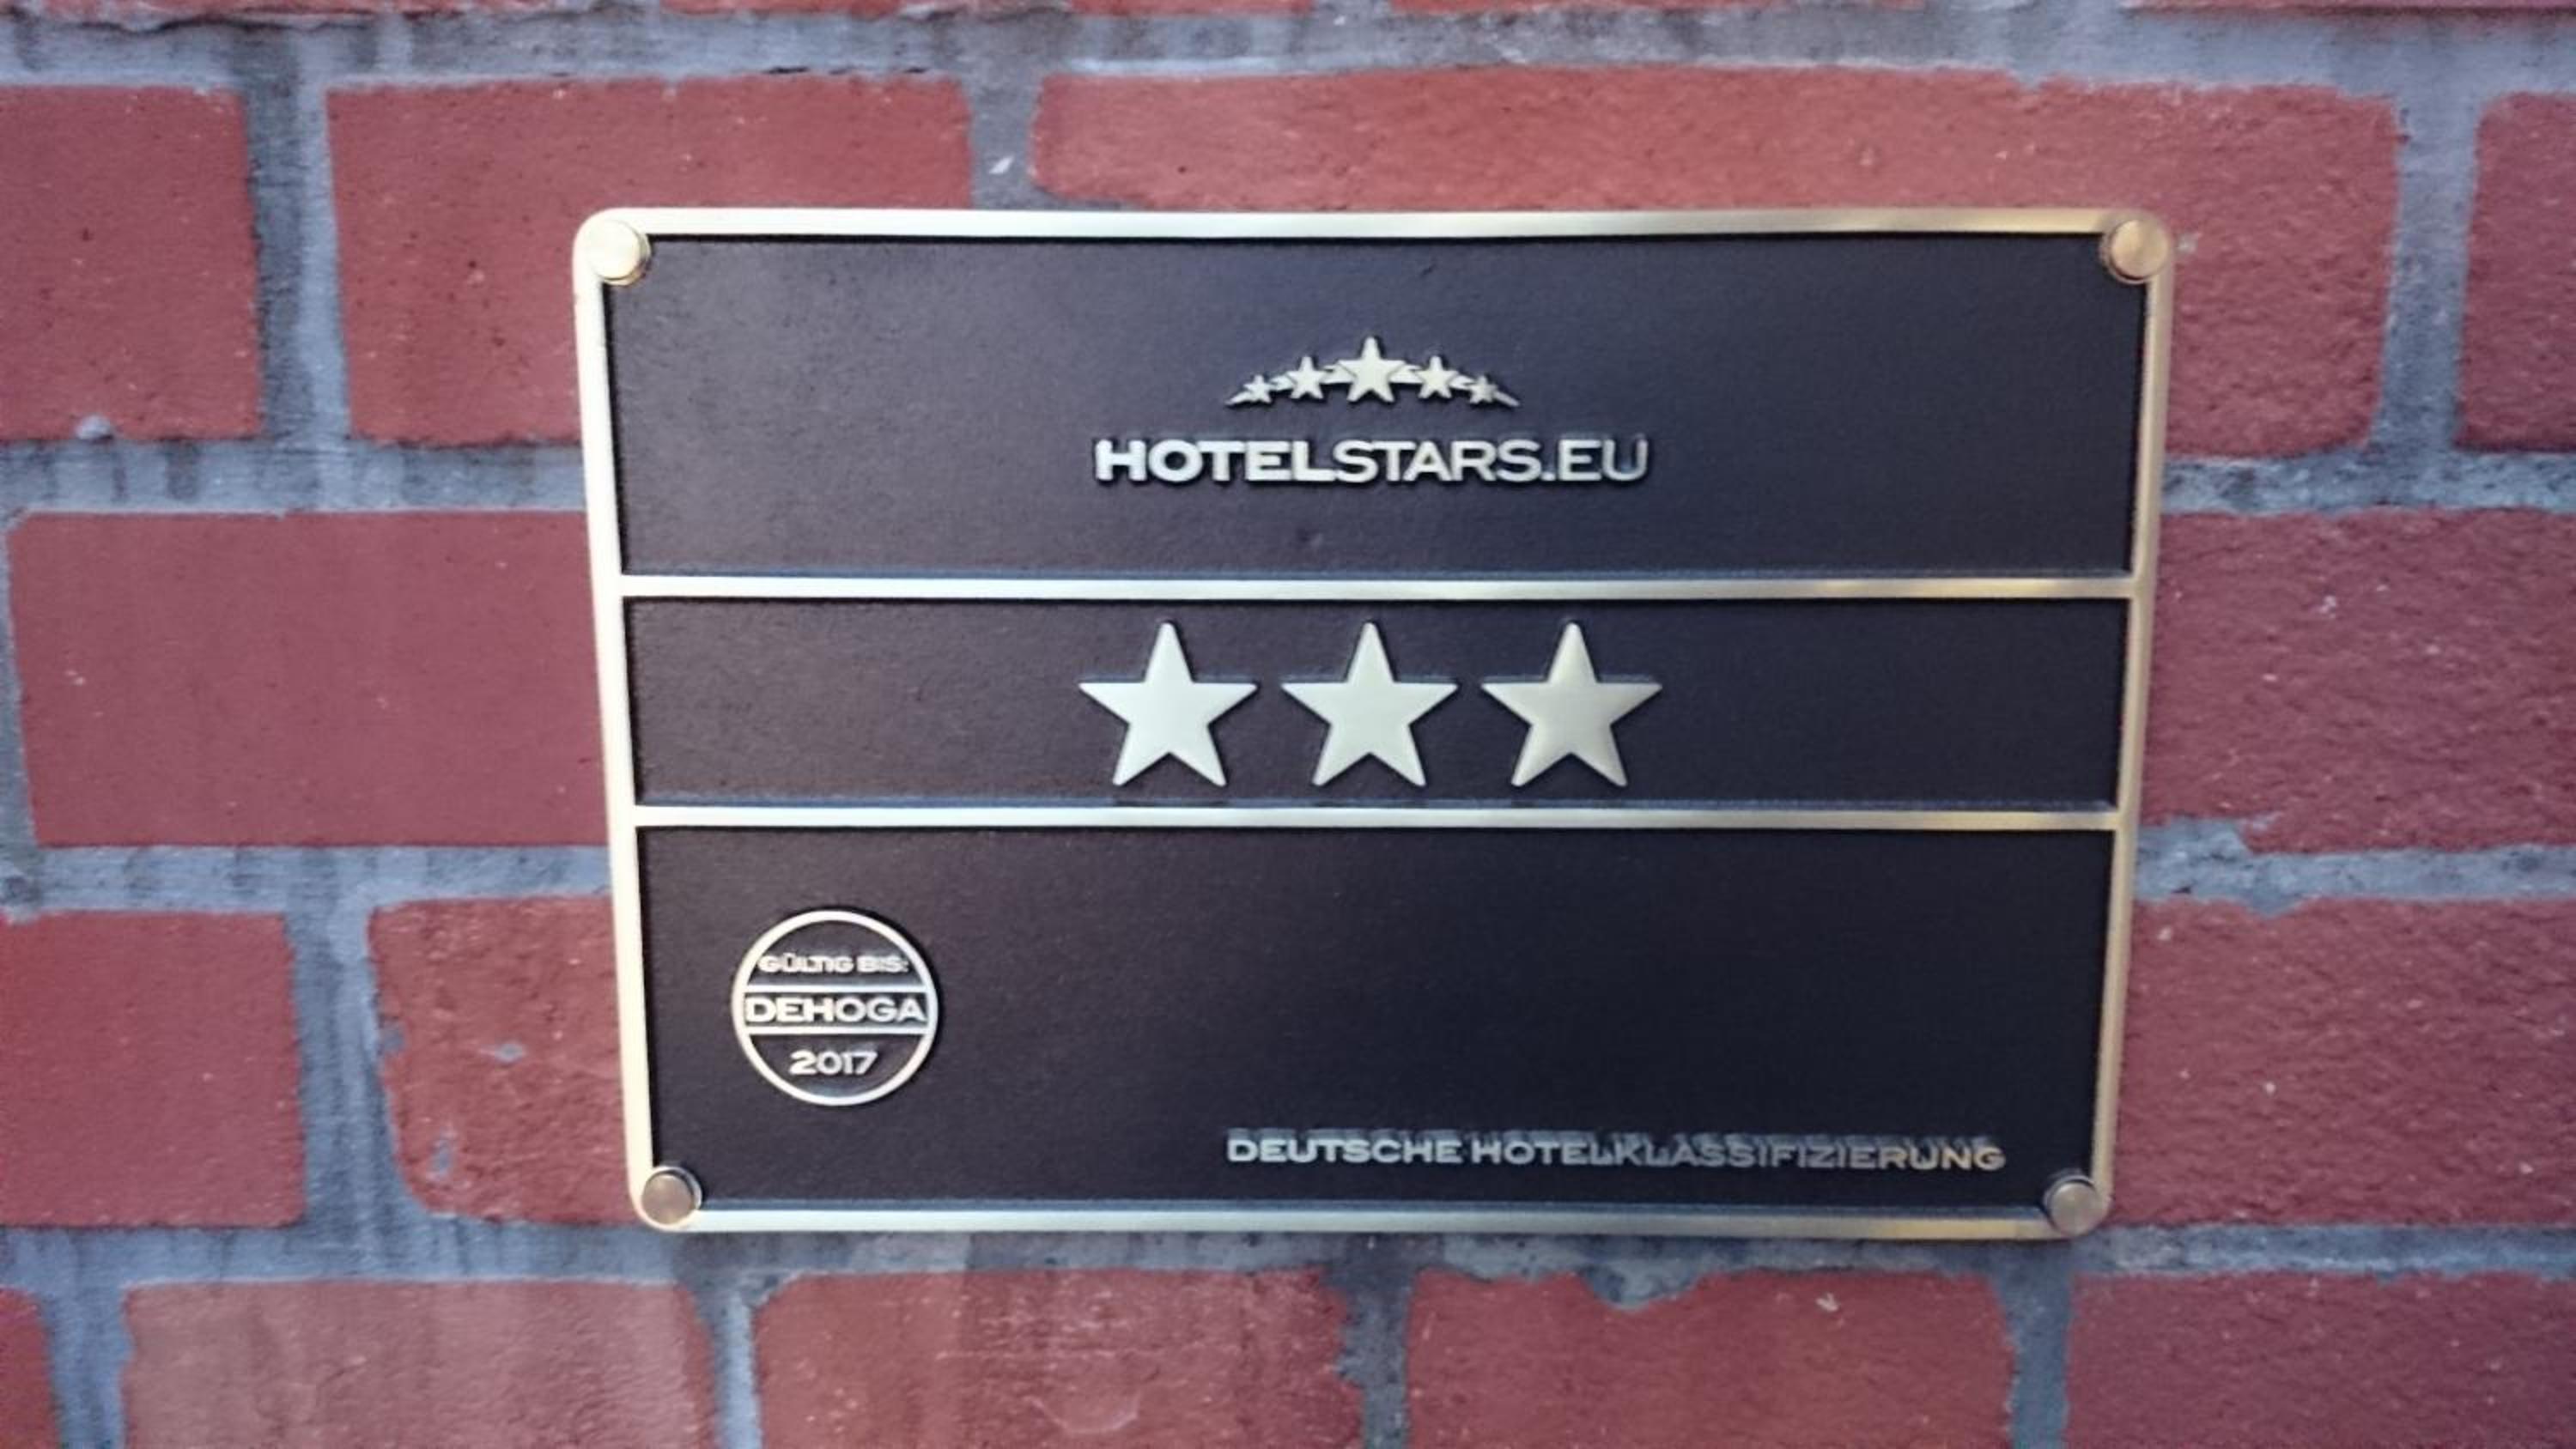 HOTELSTARS.EU
GÜLTIG BIS:
DEHOGA
2017
DEUTSCHE HOTELKLASSIFIZIERUNG